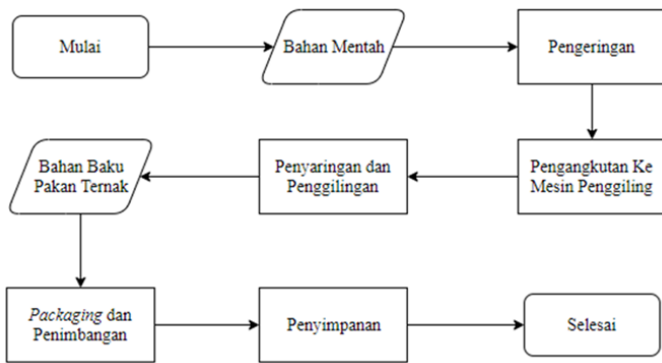 Mulai
Bahan Mentah
Pengeringan
Pengangkutan Ke
Mesin Penggiling
Penyaringan dan
Penggilingan
Bahan Baku
Pakan Ternak
Packaging dan
Penimbangan
Penyimpanan
Selesai